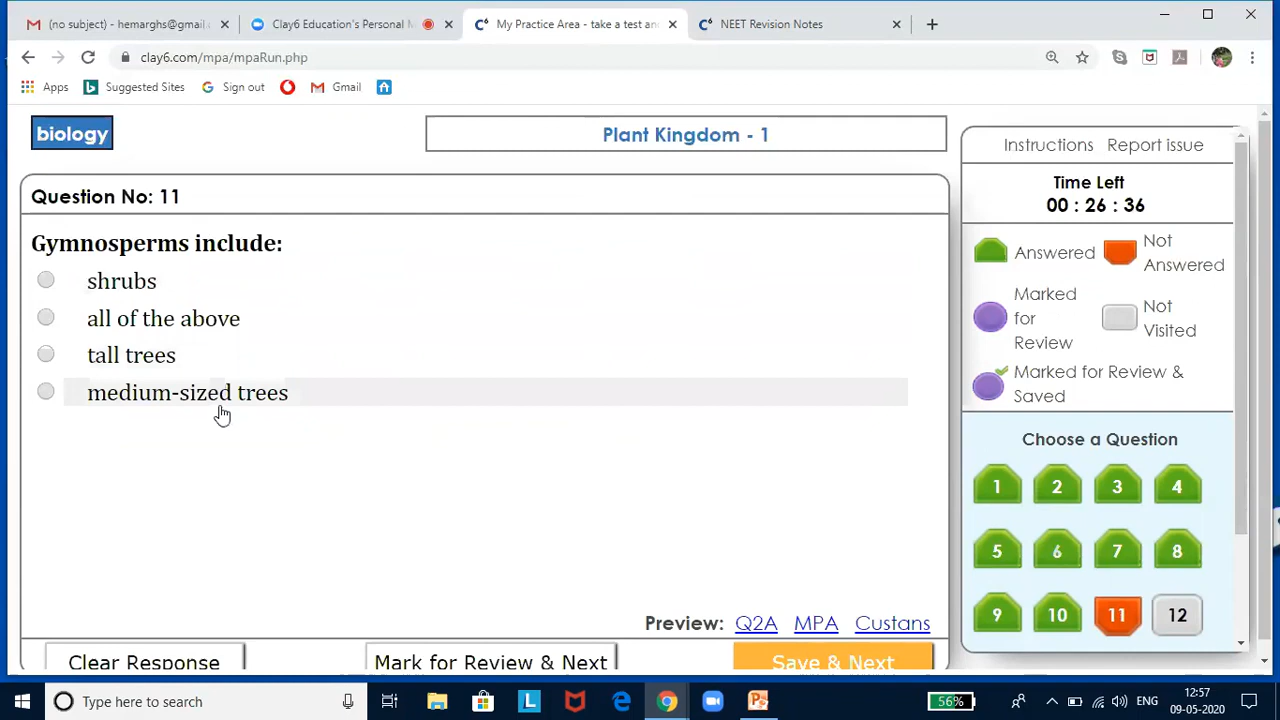 (no subject) - hemarghs@gmail
Clay6 Education's Personal M
My Practice Area - take a test an
NEET Revision Notes
clay6.com/mpa/mpaRun.php
Apps
Suggested Sites
Sign out
Gmail
biology
Plant Kingdom - 1
Instructions Report issue
Time Left
00 : 26 : 36
Question No: 11
Gymnosperms include:
shrubs
all of the above
tall trees
medium-sized trees
Answered
Not
Answered
Marked
for
Review
Not
Visited
Marked for Review &
Saved
Choose a Question
1 2 3 4
5 6 7 8
9 10 11 12
Preview: Q2A MPA Custans
Clear Response
Mark for Review & Next
Save & Next
Type here to search
56%
ENG
12:57
09-05-2020